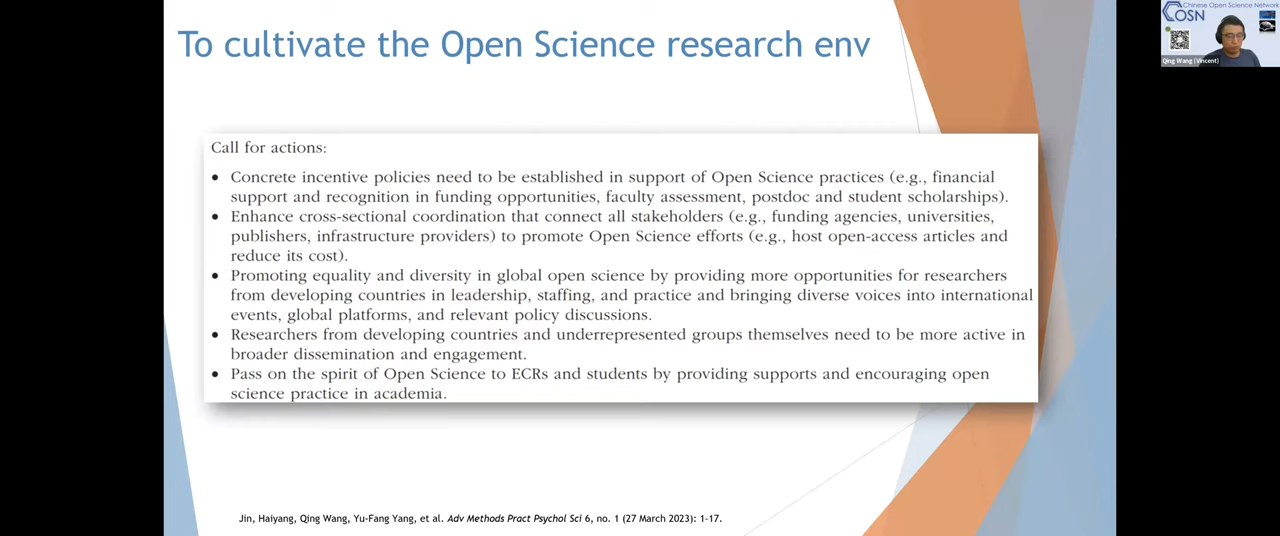 To cultivate the Open Science research env
Chinese Open Science Network
COSN
Qing Wang (Vincent)
Call for actions:
• Concrete incentive policies need to be established in support of Open Science practices (e.g., financial
support and recognition in funding opportunities, faculty assessment, postdoc and student scholarships).
• Enhance cross-sectional coordination that connect all stakeholders (e.g., funding agencies, universities,
publishers, infrastructure providers) to promote Open Science efforts (e.g., host open-access articles and
reduce its cost).
• Promoting equality and diversity in global open science by providing more opportunities for researchers
from developing countries in leadership, staffing, and practice and bringing diverse voices into international
events, global platforms, and relevant policy discussions.
• Researchers from developing countries and underrepresented groups themselves need to be more active in
broader dissemination and engagement.
• Pass on the spirit of Open Science to ECRs and students by providing supports and encouraging open
science practice in academia.
Jin, Haiyang, Qing Wang, Yu-Fang Yang, et al. Adv Methods Pract Psychol Sci 6, no. 1 (27 March 2023): 1-17.